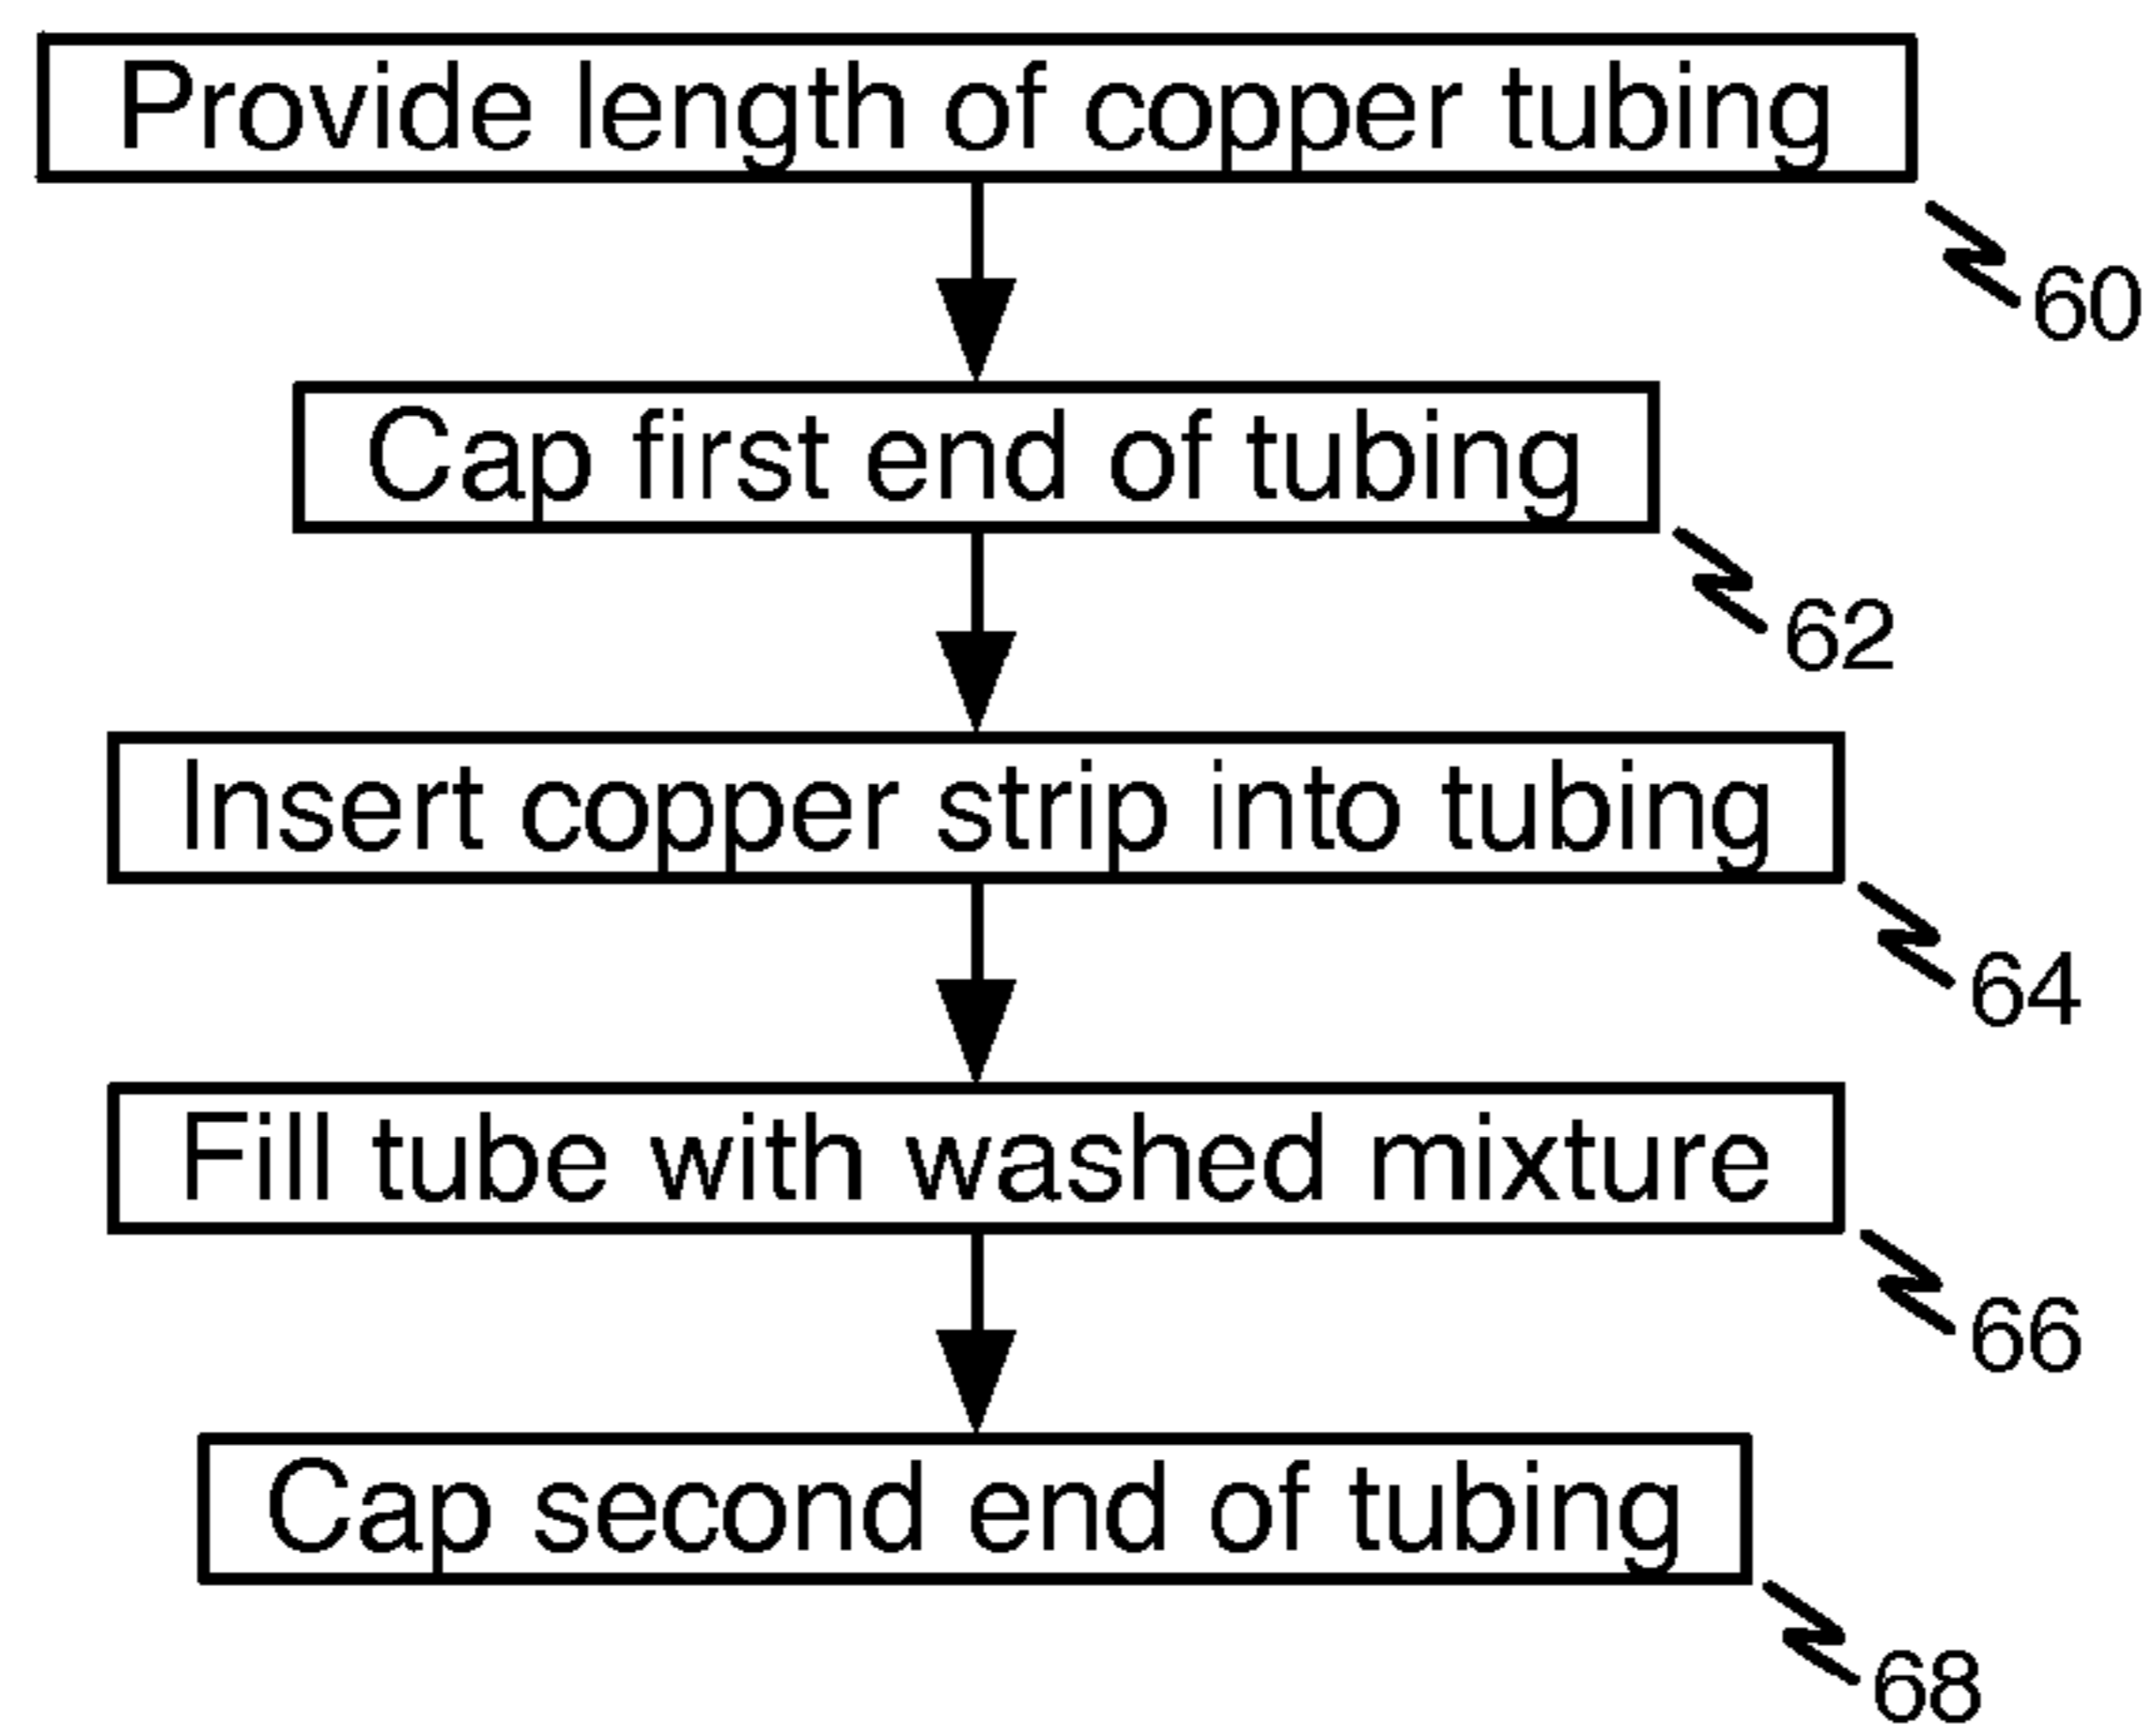 Provide length of copper tubing
60
Cap first end of tubing
62
Insert copper strip into tubing
64
Fill tube with washed mixture
66
Cap second end of tubing
68